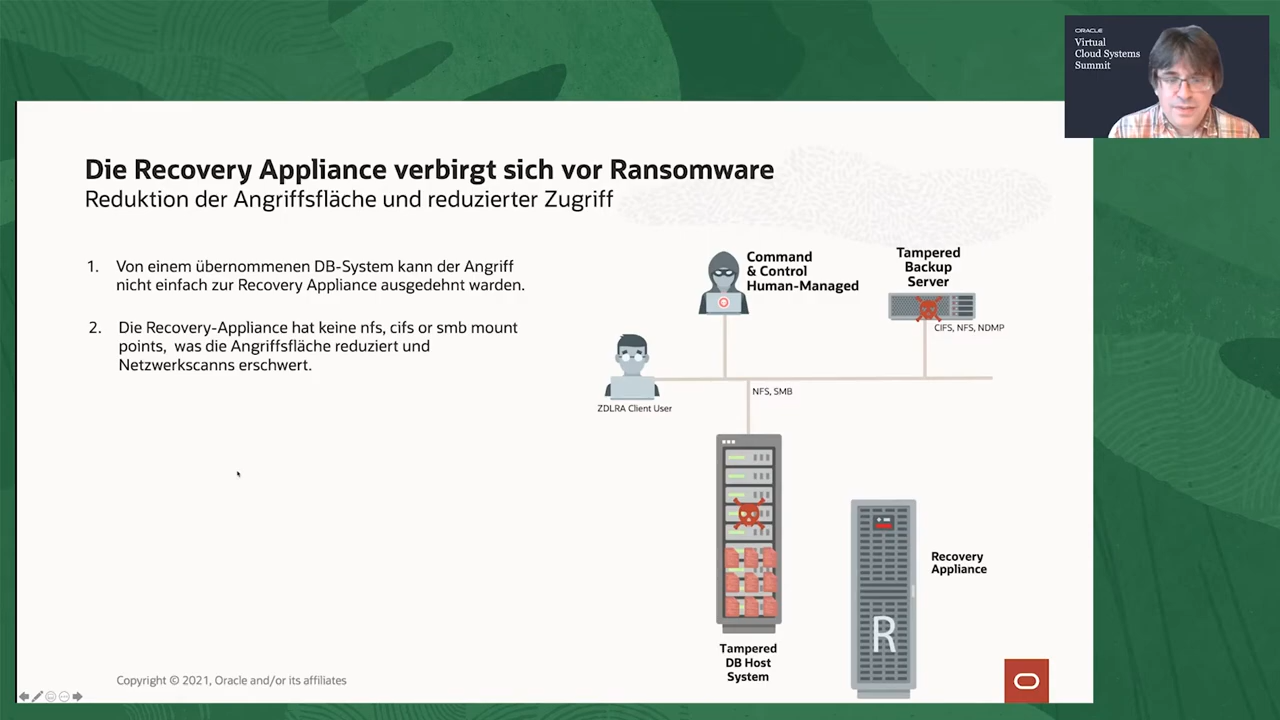 ORACLE
Virtual
Cloud Systems
Summit
Die Recovery Appliance verbirgt sich vor Ransomware
Reduktion der Angriffsfläche und reduzierter Zugriff
1. Von einem übernommenen DB-System kann der Angriff
nicht einfach zur Recovery Appliance ausgedehnt warden.
2. Die Recovery-Appliance hat keine nfs, cifs or smb mount
points, was die Angriffsfläche reduziert und
Netzwerkscanns erschwert.
Command
& Control
Human-Managed
Tampered
Backup
Server
CIFS, NFS, NDMP
ZDLRA Client User
NFS, SMB
Tampered
DB Host
System
Recovery
Appliance
R
Copyright © 2021, Oracle and/or its affiliates